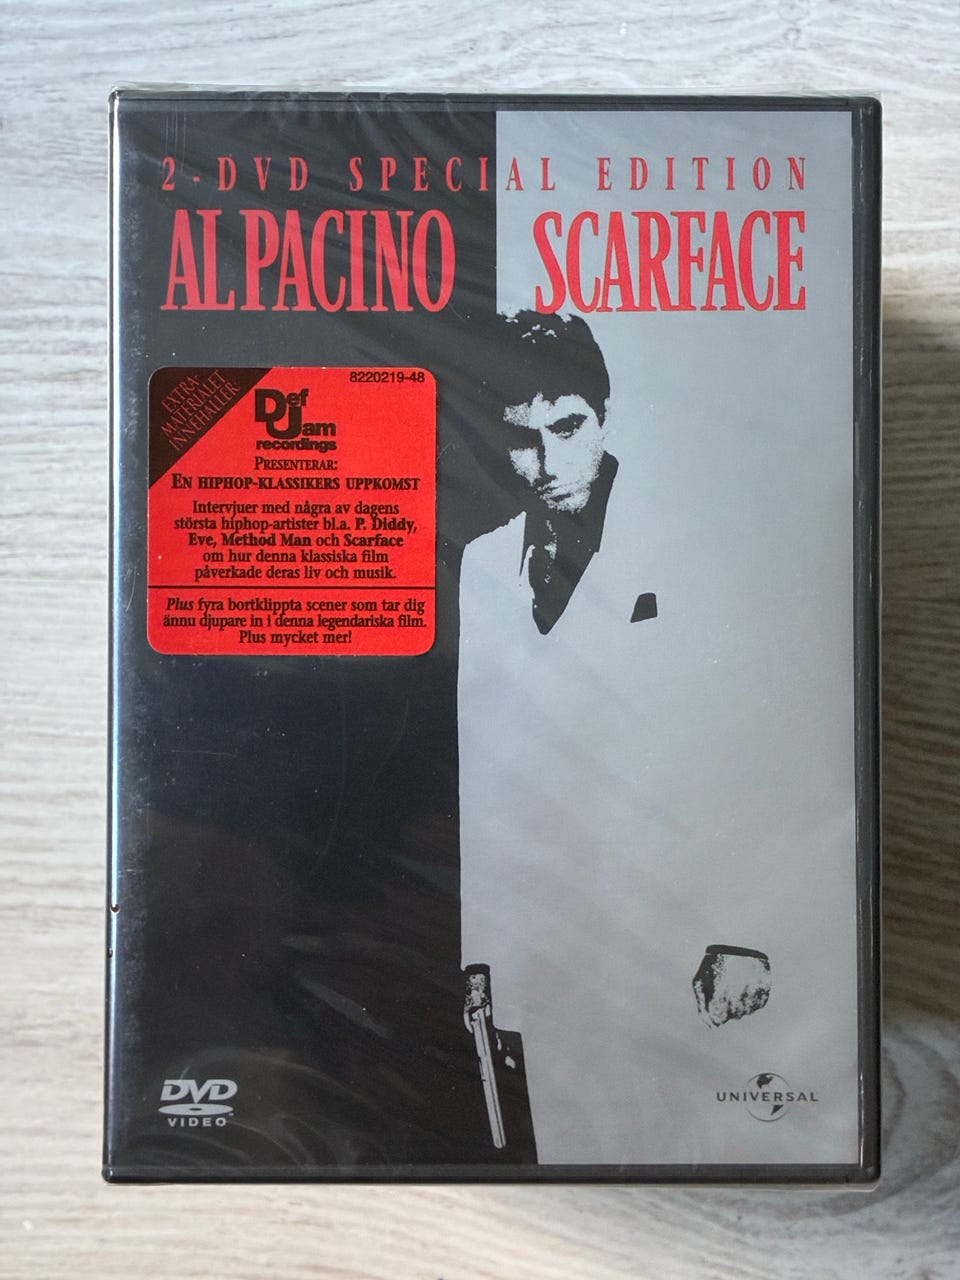 2-DVD SPECIAL EDITION
AL PACINO SCARFACE
EXTRA-
MATERIALET
INNEHÅLLER
8220219-48
Def
Jam
recordings
PRESENTERAR:
EN HIPHOP-KLASSIKERS UPPKOMST
Intervjuer med några av dagens
största hiphop-artister bl.a. P. Diddy,
Eve, Method Man och Scarface
om hur denna klassiska film
påverkade deras liv och musik.
Plus fyra bortklippta scener som tar dig
ännu djupare in i denna legendariska film.
Plus mycket mer!
DVD
VIDEO
UNIVERSAL